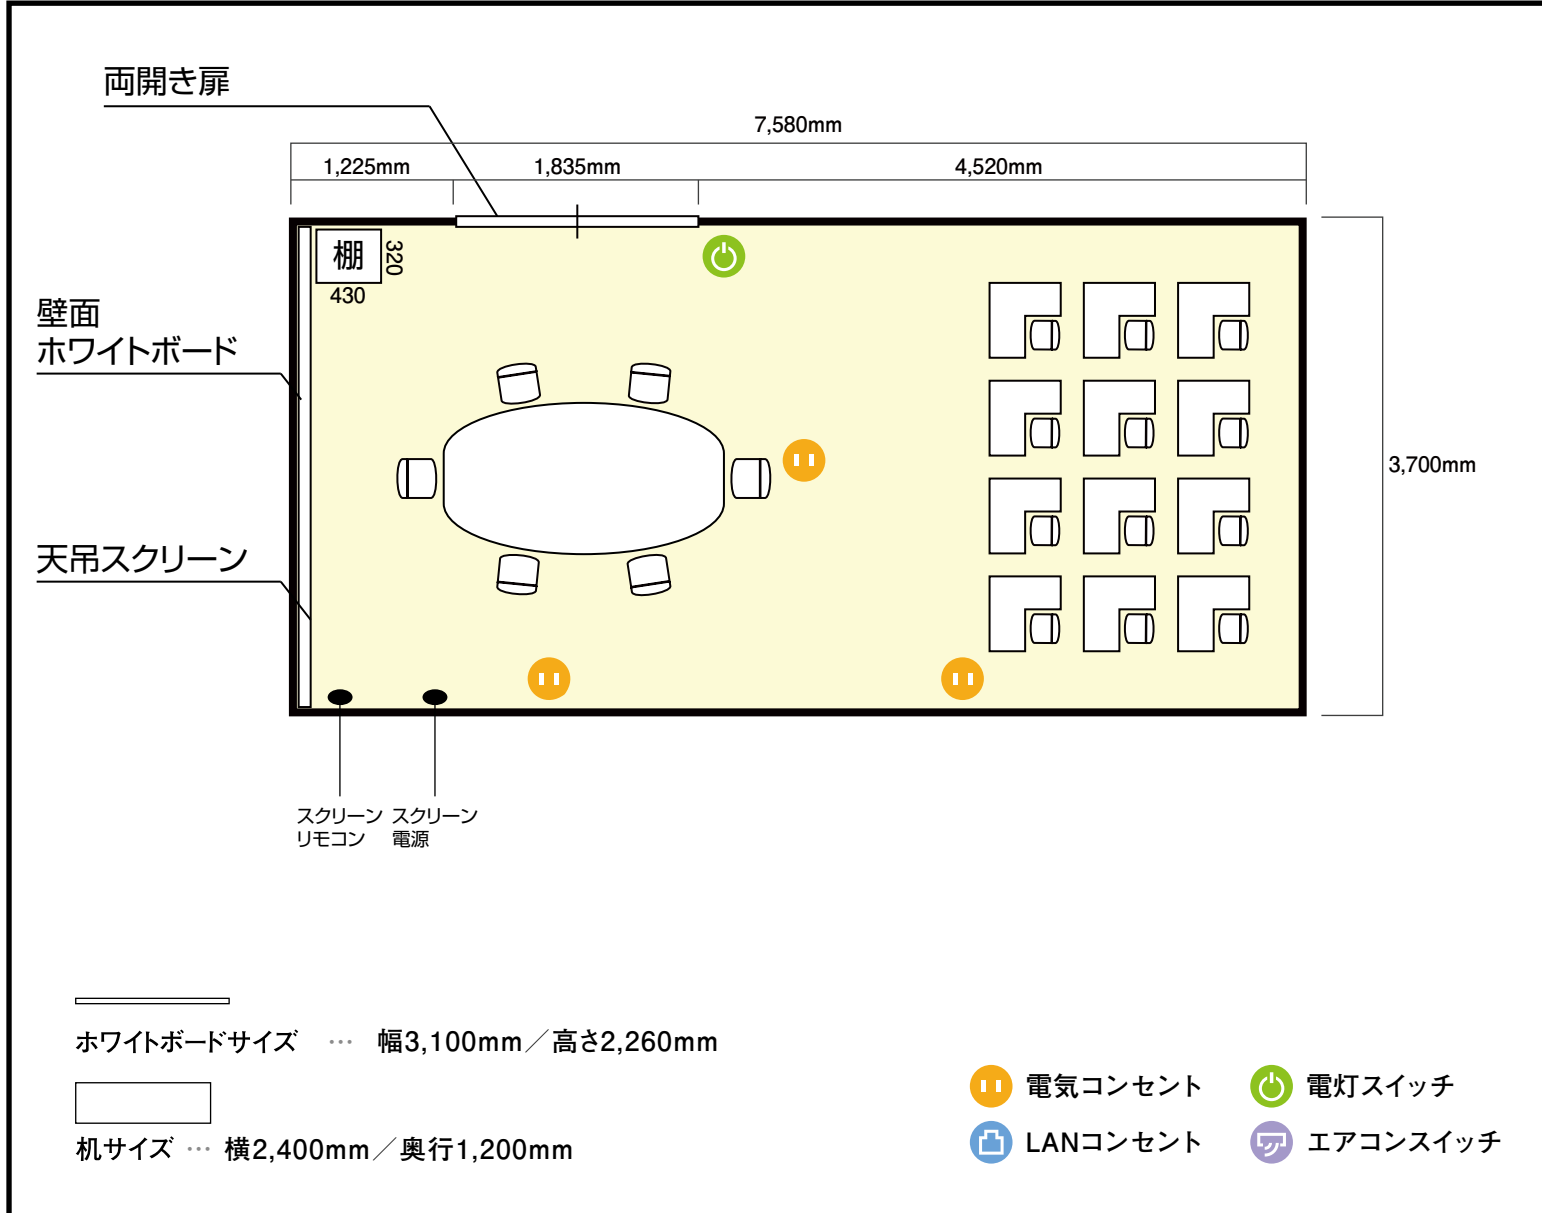 両開き扉
7,580mm
1,225mm
1,835mm
4,520mm
棚
320
430
壁面
ホワイトボード
3,700mm
天吊スクリーン
スクリーン
リモコン
スクリーン
電源
ホワイトボードサイズ … 幅3,100mm／高さ2,260mm
机サイズ … 横2,400mm／奥行1,200mm
電気コンセント
電灯スイッチ
LANコンセント
エアコンスイッチ